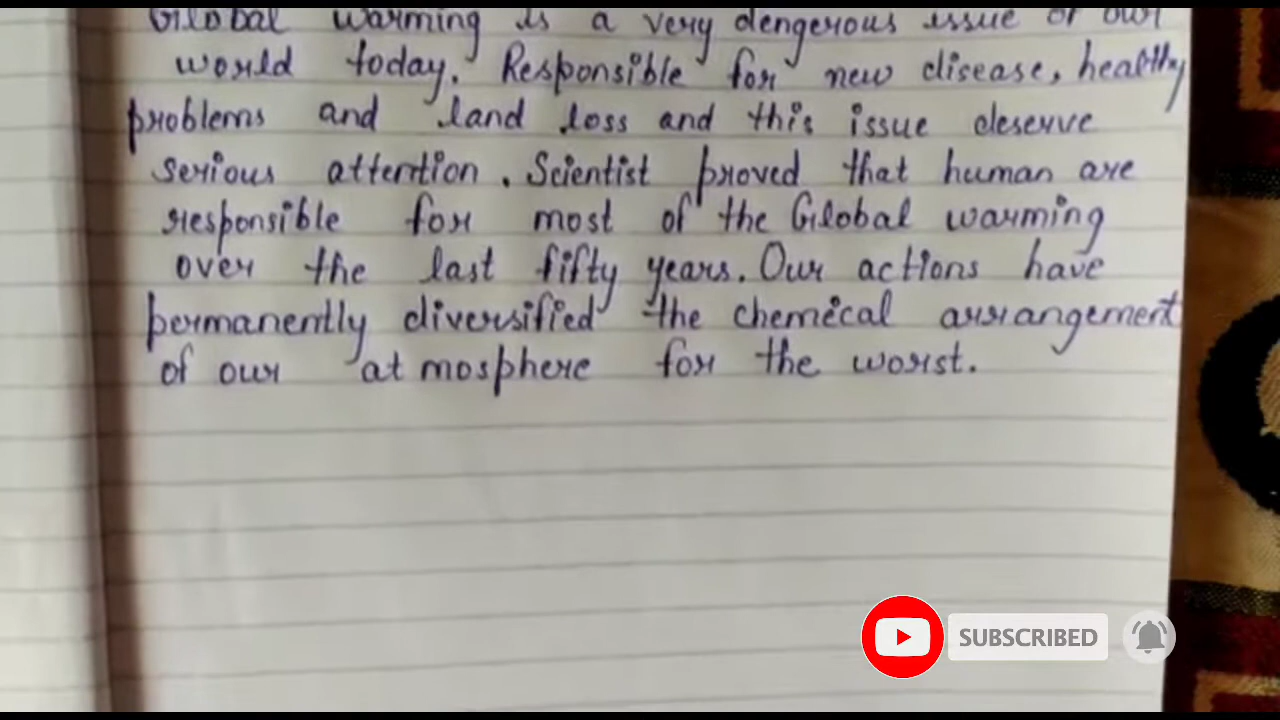 Global warming is a very dengerous issue of our
world today. Responsible for new disease, healthy
problems and land loss and this issue deserve
serious attention. Scientist proved that human are
responsible for most of the Global warming
over the last fifty years. Our actions have
permanently diversified the chemical arrangement
of our at mosphere for the worst.
SUBSCRIBED